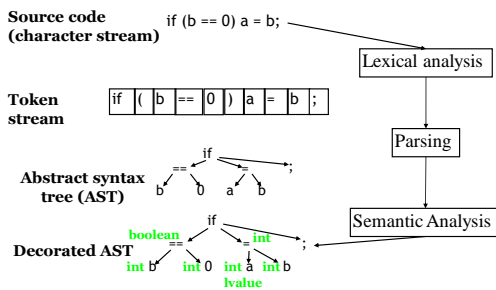 Source code
(character stream)
if (b == 0) a = b;
Lexical analysis
Token
stream
if ( b == 0 ) a = b ;
Parsing
Abstract syntax
tree (AST)
if
== = ;
b 0 a b
Semantic Analysis
Decorated AST
if
boolean == = int ;
int b int 0 int a int b
lvalue